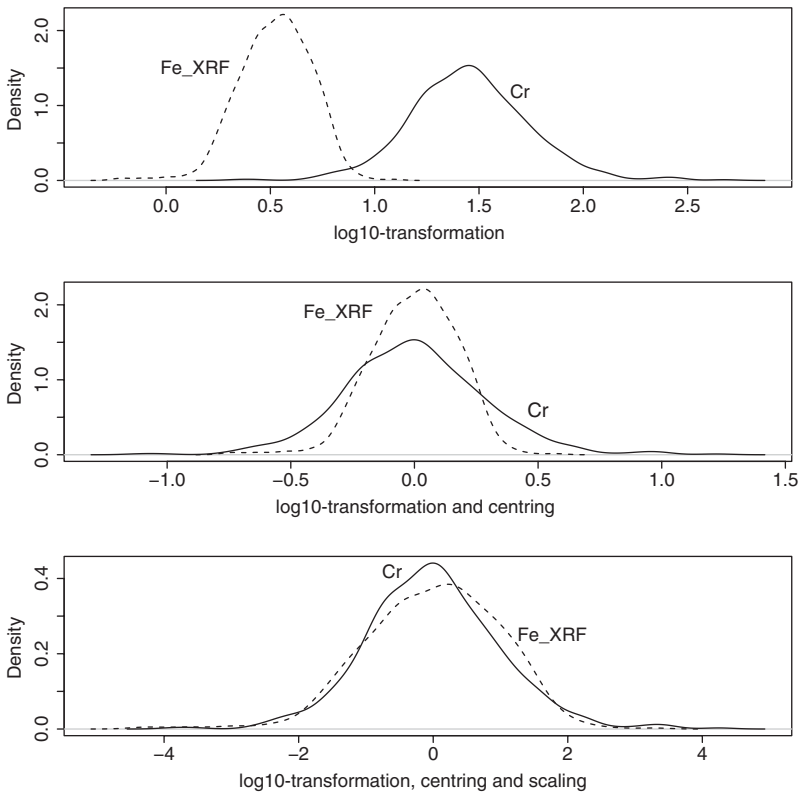 Density
0.0
1.0
2.0
Fe_XRF
Cr
0.0
0.5
1.0
1.5
2.0
2.5
log10-transformation
Density
0.0
1.0
2.0
Fe_XRF
Cr
−1.0
−0.5
0.0
0.5
1.0
1.5
log10-transformation and centring
Density
0.0
0.2
0.4
Cr
Fe_XRF
−4
−2
0
2
4
log10-transformation, centring and scaling